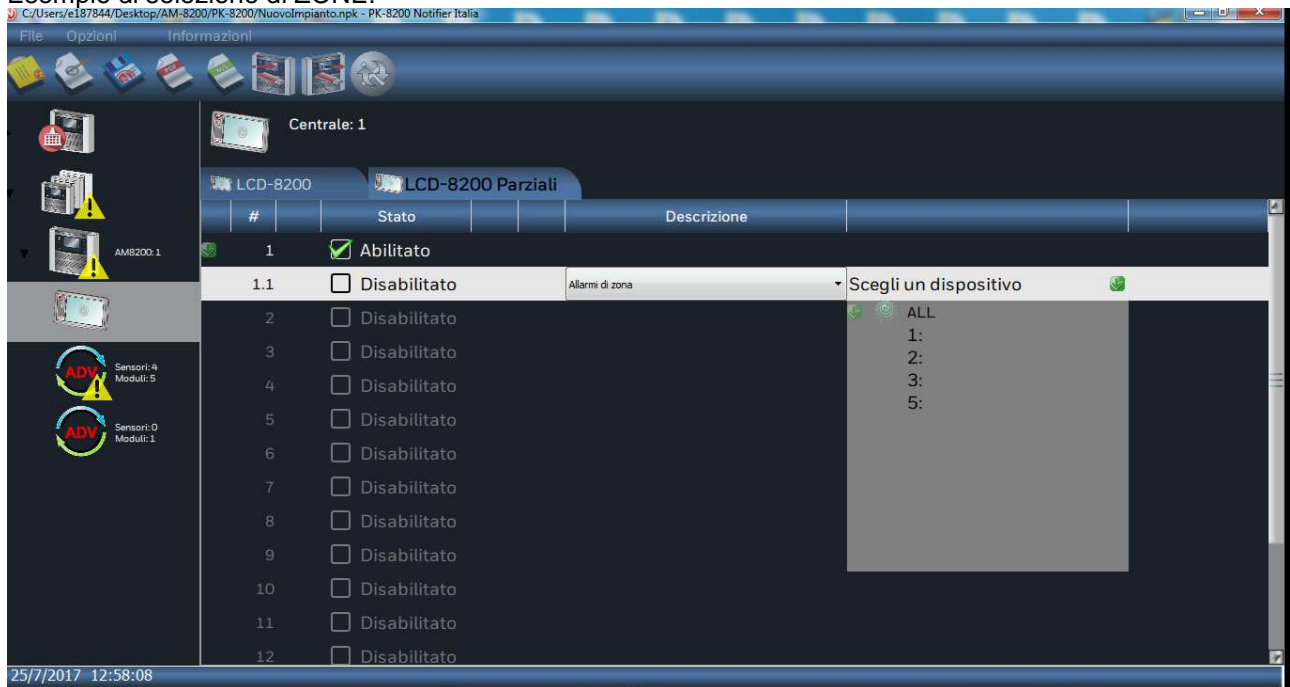 Esempio di selezione di ZONE:
C:/Users/e187844/Desktop/AM-8200/PK-8200/NuovoImpianto.npk - PK-8200 Notifier Italia
File Opzioni Informazioni
Centrale: 1
LCD-8200 LCD-8200 Parziali
# Stato Descrizione
AM8200: 1
1 Abilitato
1.1 Disabilitato Allarmi di zona Scegli un dispositivo
2 Disabilitato ALL
1:
3 Disabilitato 2:
4 Disabilitato 3:
5 Disabilitato 5:
ADV Sensori: 4
Moduli: 5
ADV Sensori: 0
Moduli: 1
6 Disabilitato
7 Disabilitato
8 Disabilitato
9 Disabilitato
10 Disabilitato
11 Disabilitato
12 Disabilitato
25/7/2017 12:58:08